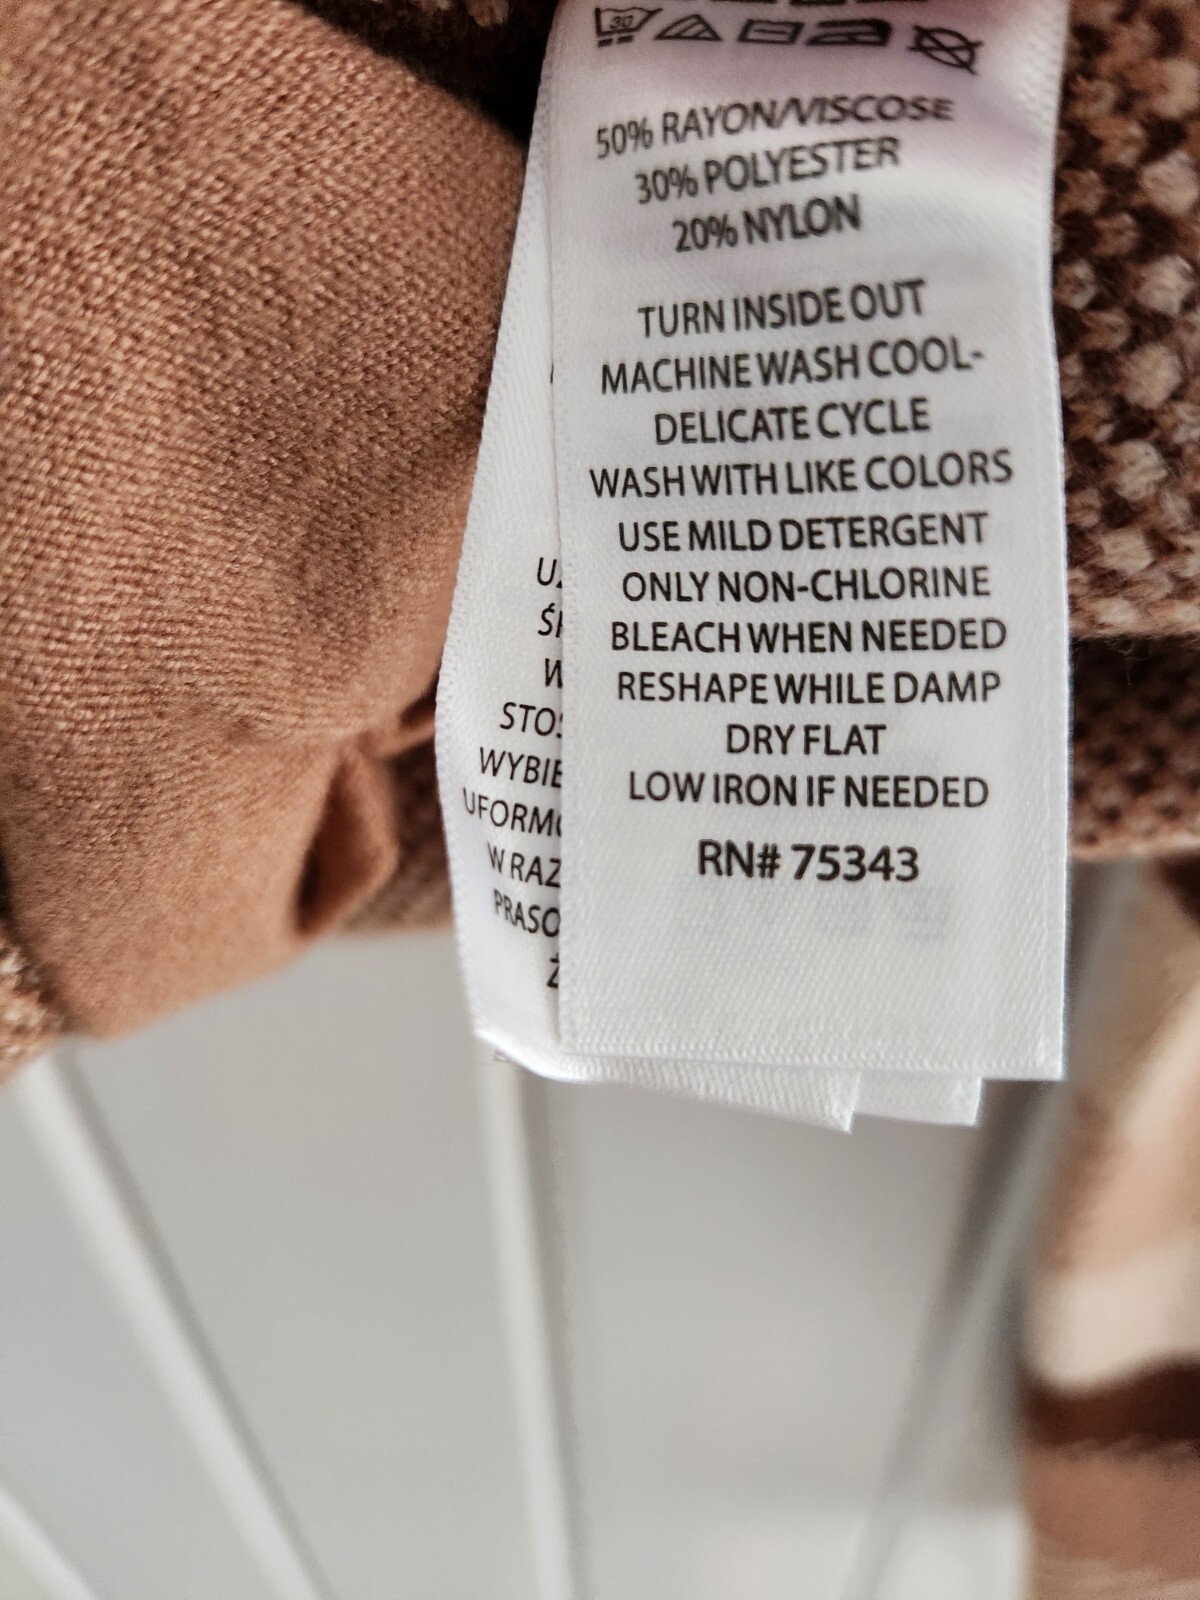 30
50% RAYON/VISCOSE
30% POLYESTER
20% NYLON
TURN INSIDE OUT
MACHINE WASH COOL-
DELICATE CYCLE
WASH WITH LIKE COLORS
USE MILD DETERGENT
ONLY NON-CHLORINE
BLEACH WHEN NEEDED
RESHAPE WHILE DAMP
DRY FLAT
LOW IRON IF NEEDED
RN# 75343
W